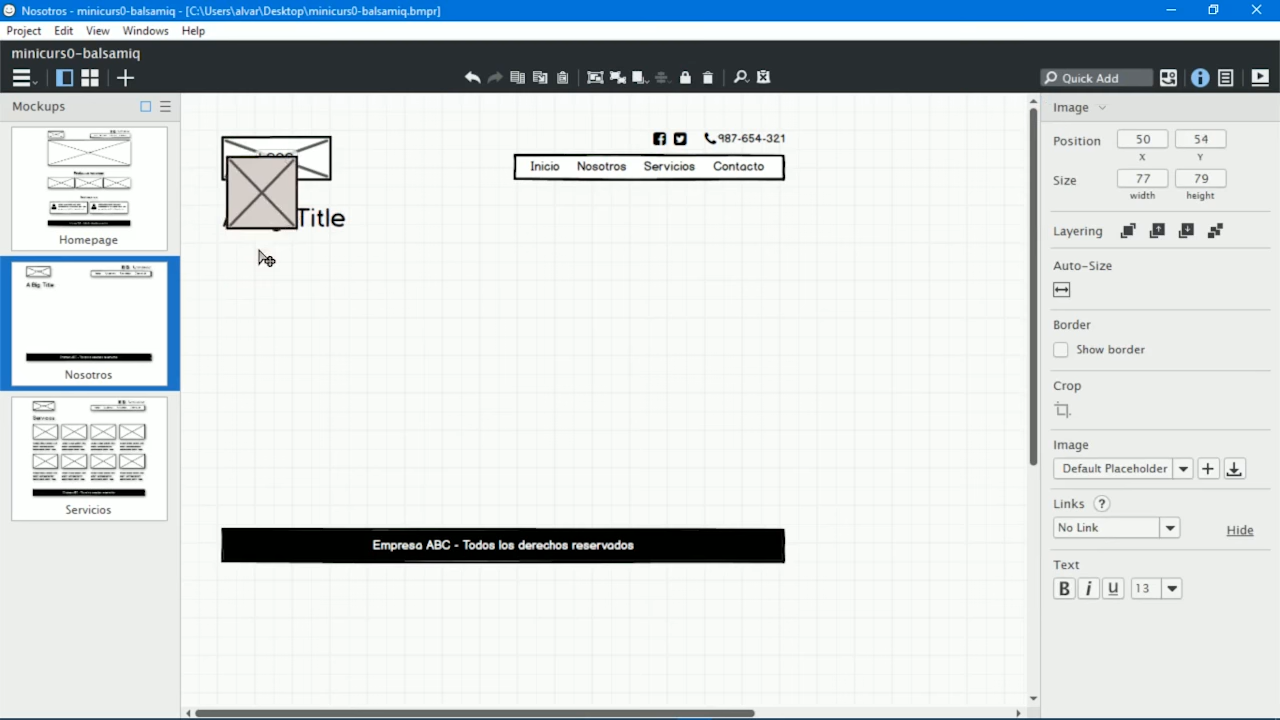 Nosotros - minicurs0-balsamiq - [C:\Users\alvar\Desktop\minicurs0-balsamiq.bmpr]
Project Edit View Windows Help
minicurs0-balsamiq
Quick Add
Mockups
Homepage
A Big Title
Nosotros
Servicios
Servicios
987-654-321
Inicio Nosotros Servicios Contacto
Title
Empresa ABC - Todos los derechos reservados
Image
Position 50 54
X Y
Size 77 79
width height
Layering
Auto-Size
Border
Show border
Crop
Image
Default Placeholder
Links ?
No Link Hide
Text
B i U 13